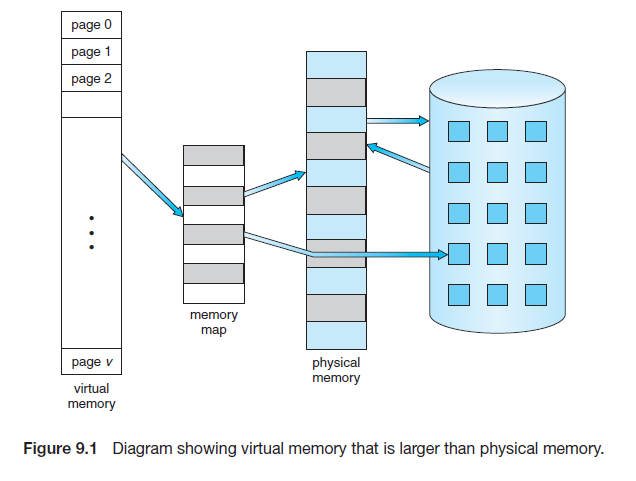 page 0
page 1
page 2
page v
virtual
memory
memory
map
physical
memory
Figure 9.1 Diagram showing virtual memory that is larger than physical memory.